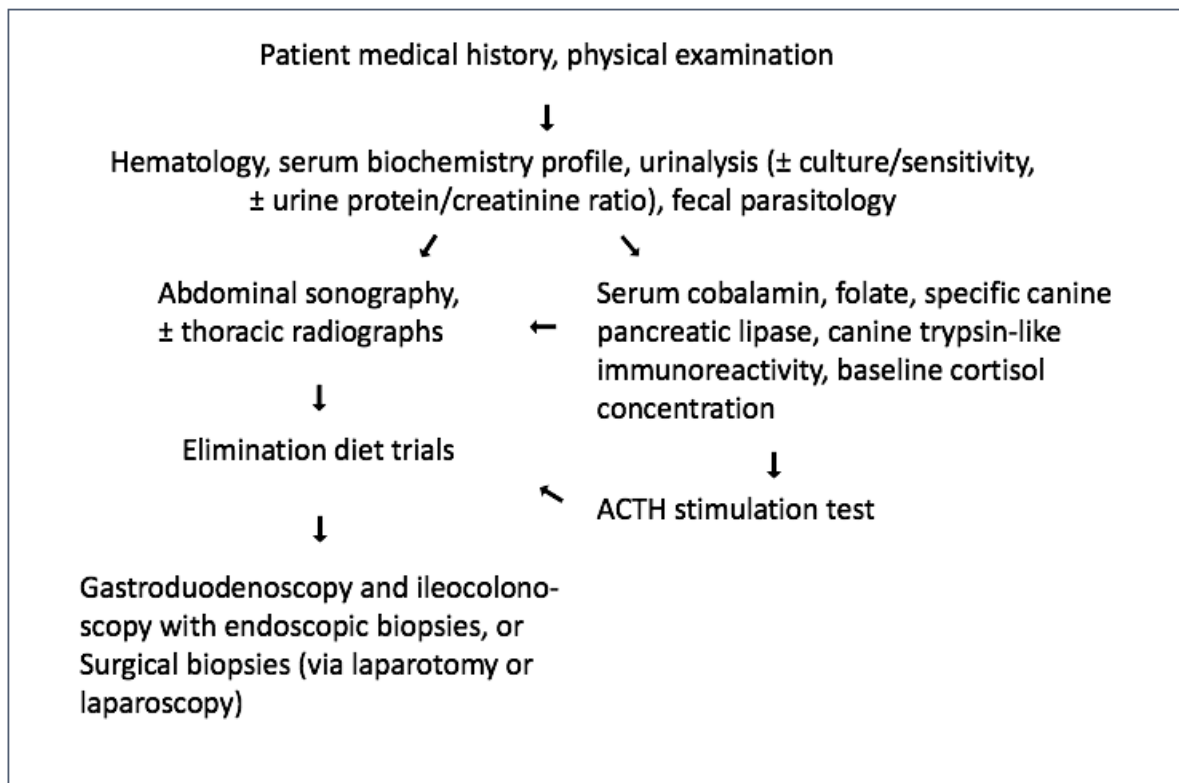 Patient medical history, physical examination
Hematology, serum biochemistry profile, urinalysis (± culture/sensitivity,
± urine protein/creatinine ratio), fecal parasitology
Abdominal sonography,
± thoracic radiographs
Serum cobalamin, folate, specific canine
pancreatic lipase, canine trypsin-like
immunoreactivity, baseline cortisol
concentration
Elimination diet trials
ACTH stimulation test
Gastroduodenoscopy and ileocolono-
scopy with endoscopic biopsies, or
Surgical biopsies (via laparotomy or
laparoscopy)